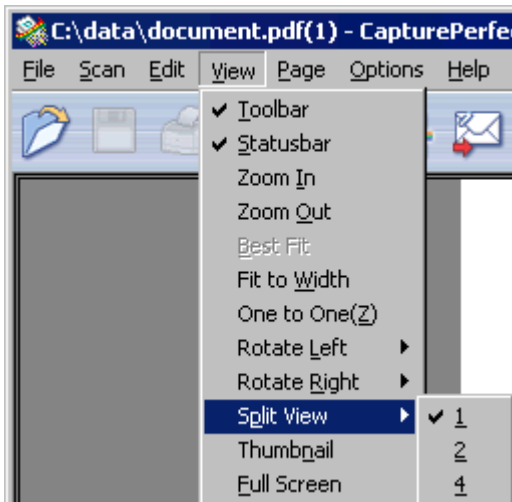 C:\data\document.pdf(1) - CapturePerfe
File Scan Edit View Page Options Help
Toolbar
Statusbar
Zoom In
Zoom Out
Best Fit
Fit to Width
One to One(Z)
Rotate Left
Rotate Right
Split View
1
Thumbnail
2
Full Screen
4